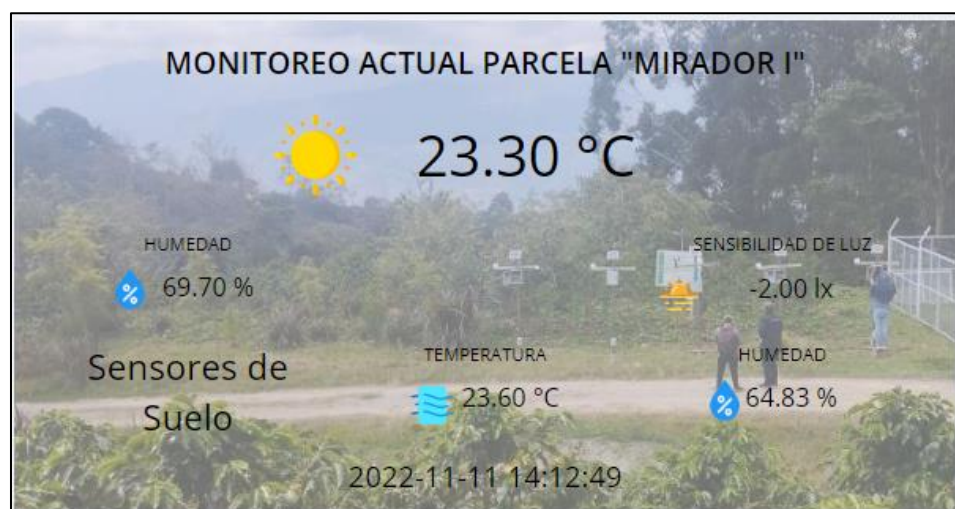 MONITOREO ACTUAL PARCELA "MIRADOR I"
23.30 °C
HUMEDAD
69.70 %
SENSIBILIDAD DE LUZ
-2.00 lx
Sensores de
Suelo
TEMPERATURA
23.60 °C
HUMEDAD
64.83 %
2022-11-11 14:12:49